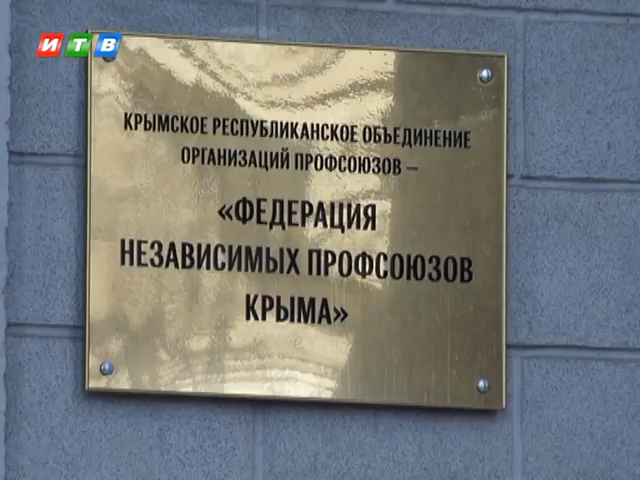 ИТВ
КРЫМСКОЕ РЕСПУБЛИКАНСКОЕ ОБЪЕДИНЕНИЕ
ОРГАНИЗАЦИЙ ПРОФСОЮЗОВ –
«ФЕДЕРАЦИЯ
НЕЗАВИСИМЫХ ПРОФСОЮЗОВ
КРЫМА»